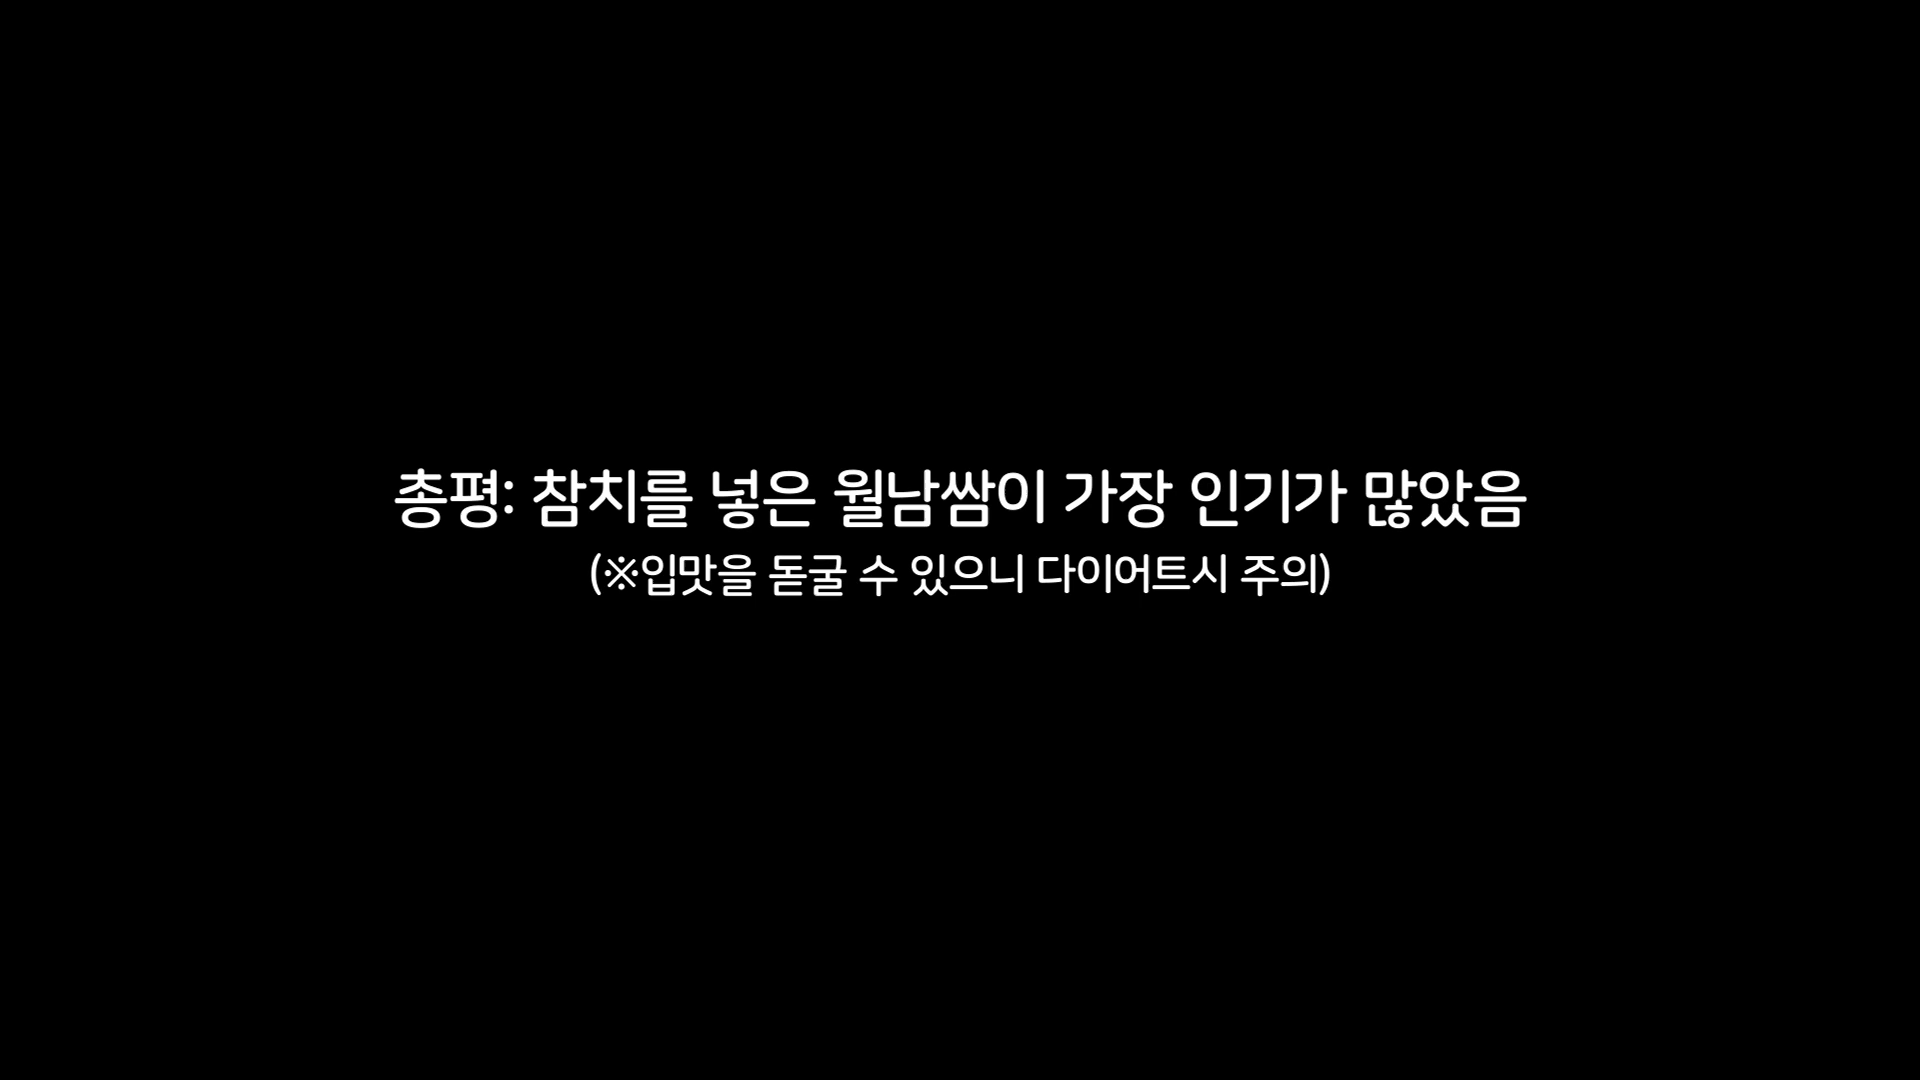 총평: 참치를 넣은 월남쌈이 가장 인기가 많았음
(※입맛을 돋굴 수 있으니 다이어트시 주의)